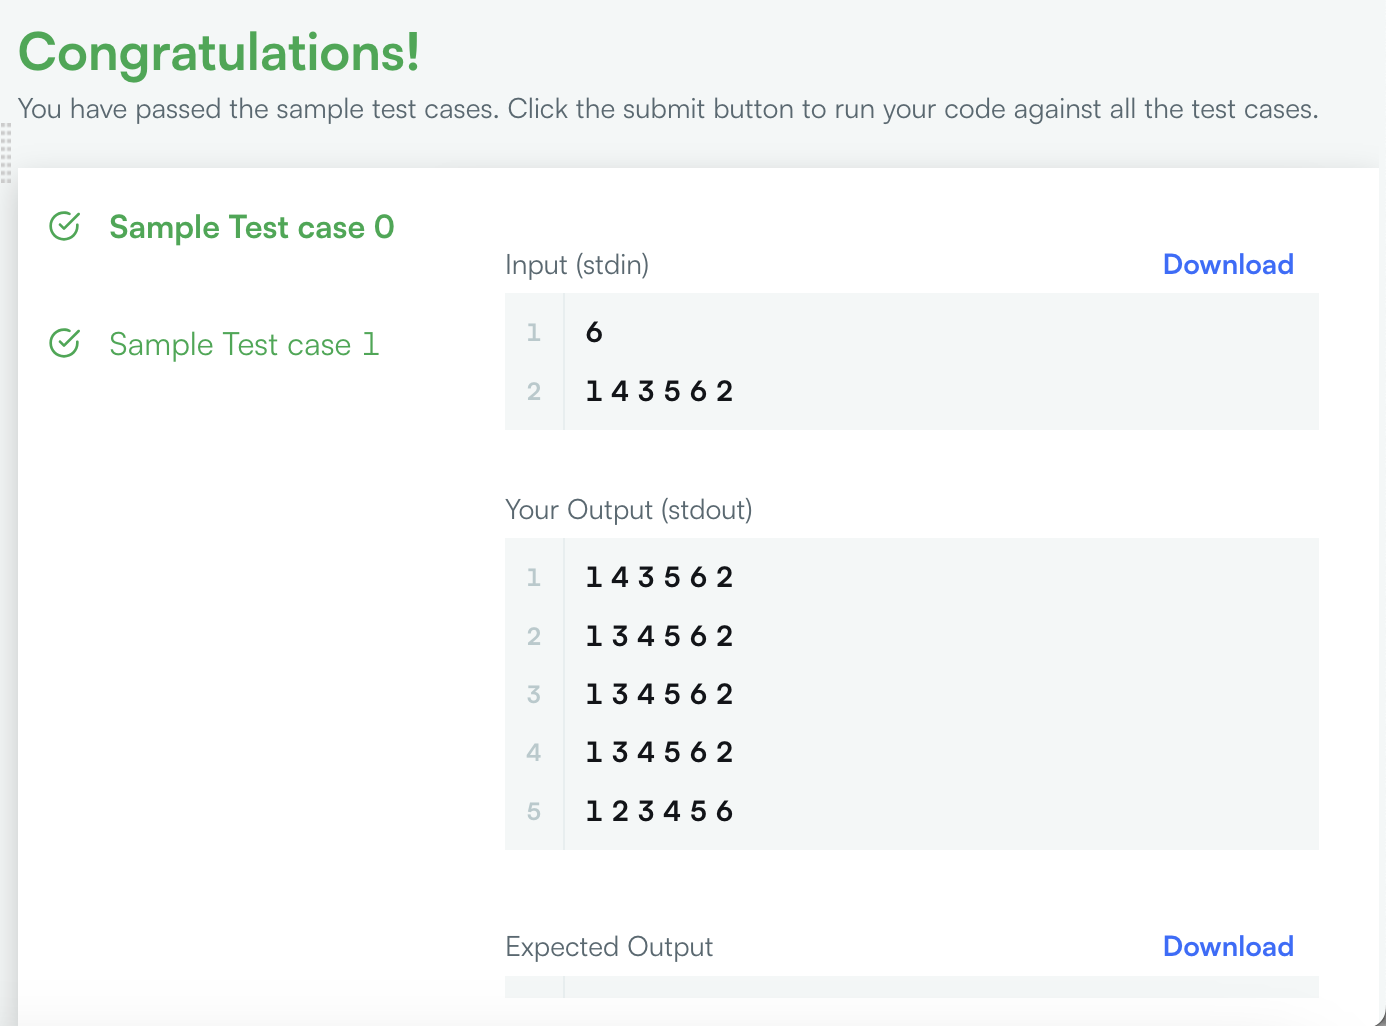 Congratulations!
You have passed the sample test cases. Click the submit button to run your code against all the test cases.
Sample Test case 0
Sample Test case 1
Input (stdin)
Download
1 6
2 1 4 3 5 6 2
Your Output (stdout)
1 1 4 3 5 6 2
2 1 3 4 5 6 2
3 1 3 4 5 6 2
4 1 3 4 5 6 2
5 1 2 3 4 5 6
Expected Output
Download